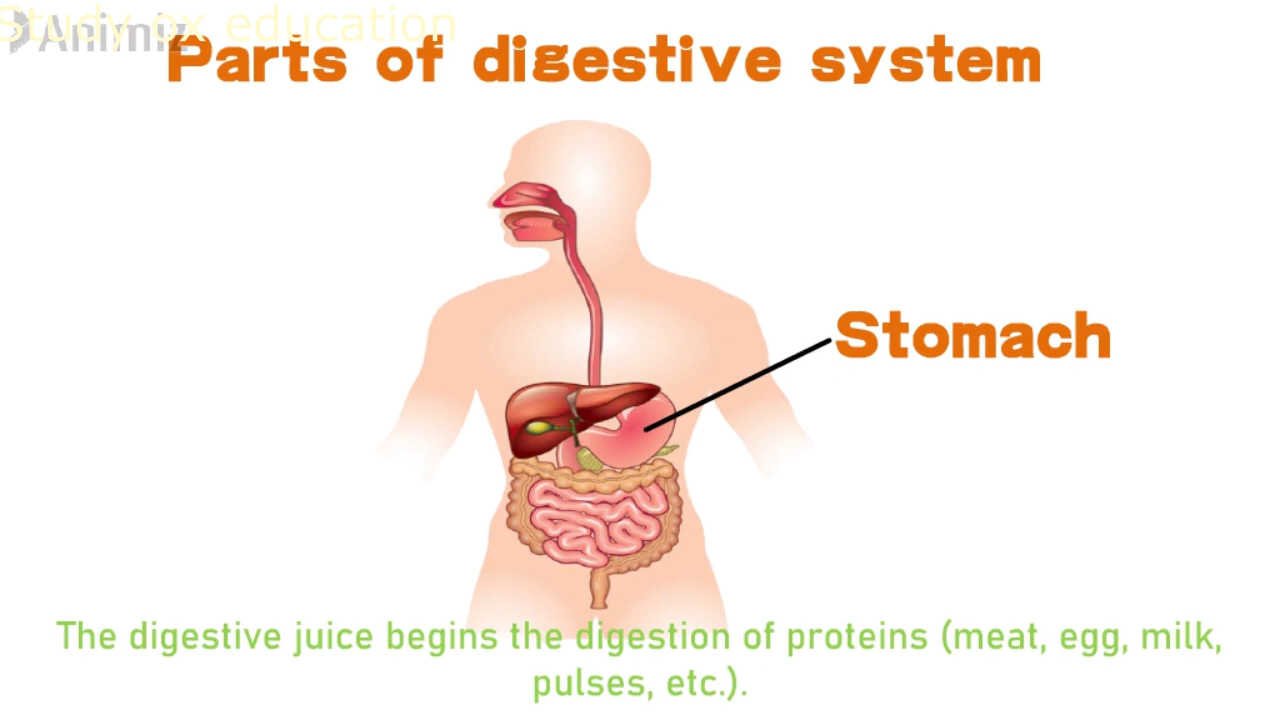 Study ox education
Animiz
Parts of digestive system
Stomach
The digestive juice begins the digestion of proteins (meat, egg, milk,
pulses, etc.).